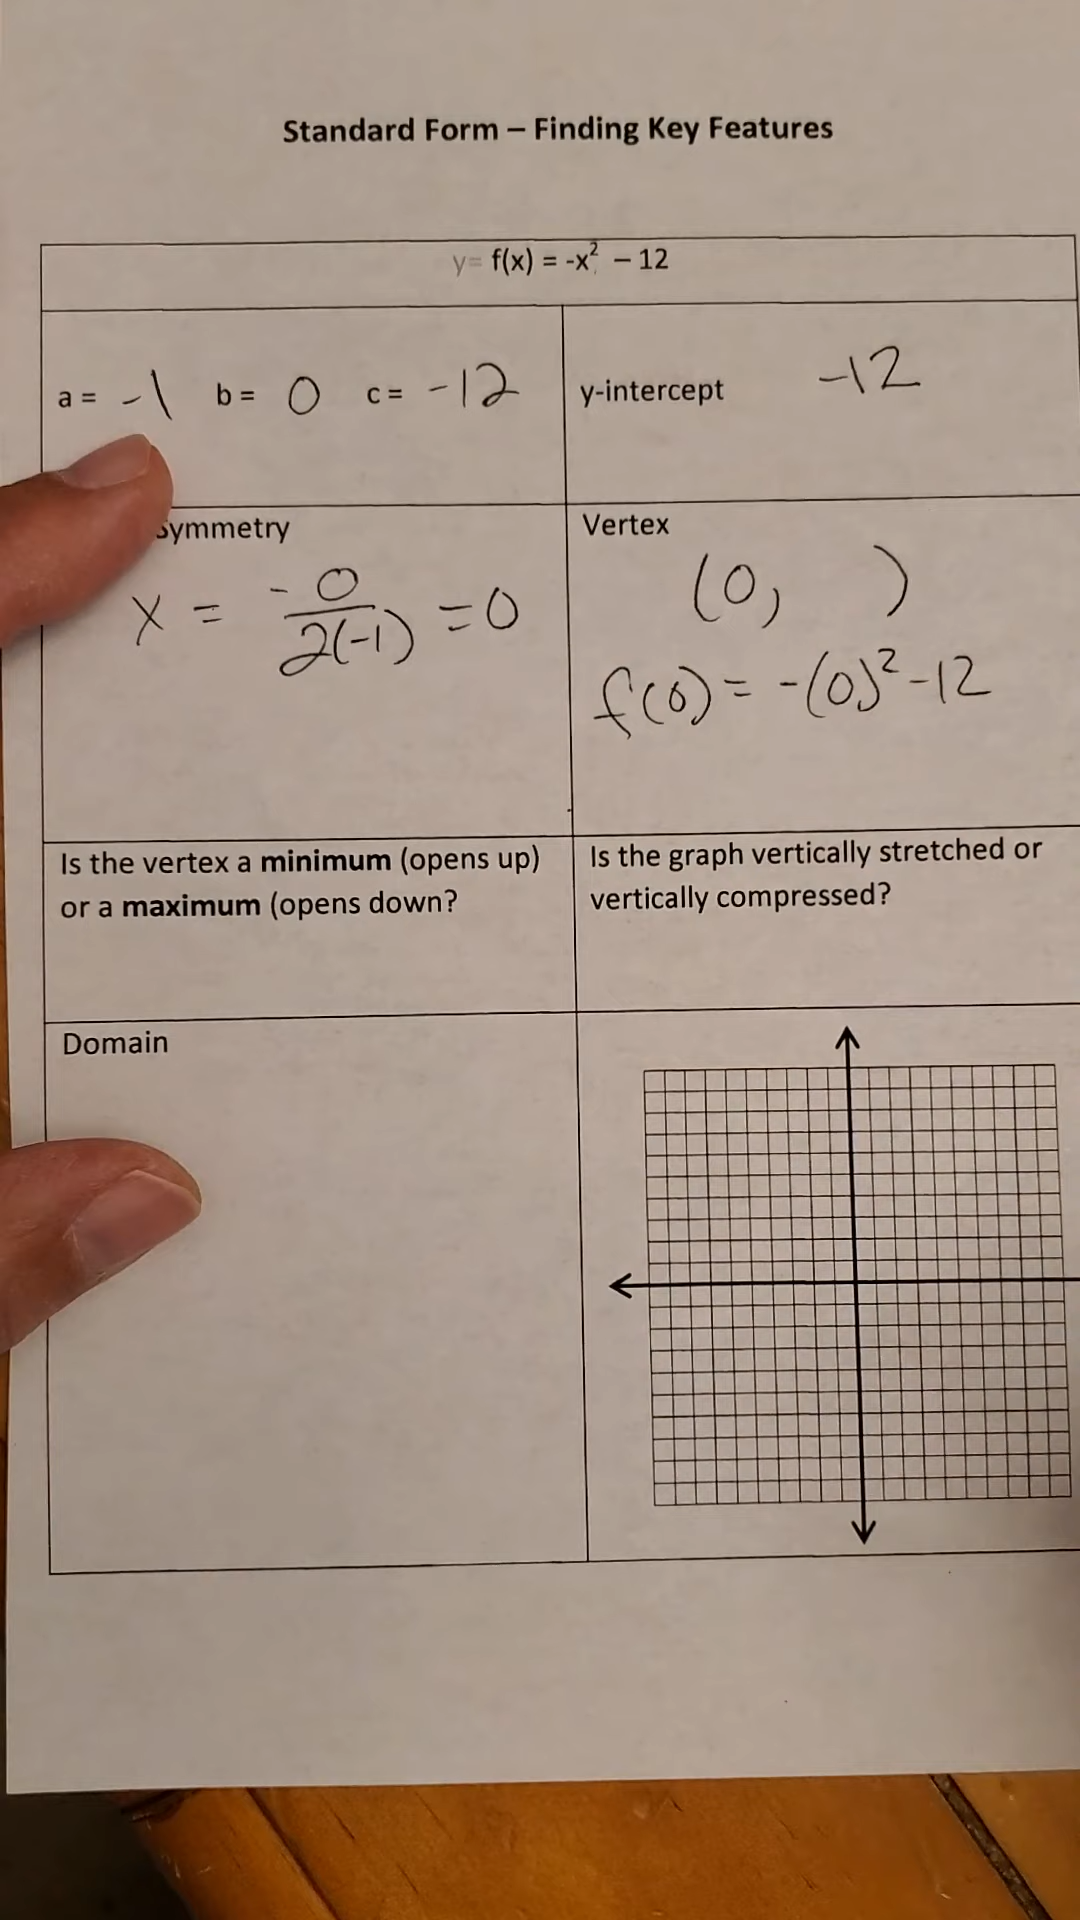 Standard Form – Finding Key Features
y= f(x) = -x² – 12
a = -1 b = 0 c = -12
y-intercept -12
symmetry
x = -0/2(-1) = 0
Vertex
(0, )
f(0) = -(0)² -12
Is the vertex a minimum (opens up)
or a maximum (opens down?
Is the graph vertically stretched or
vertically compressed?
Domain